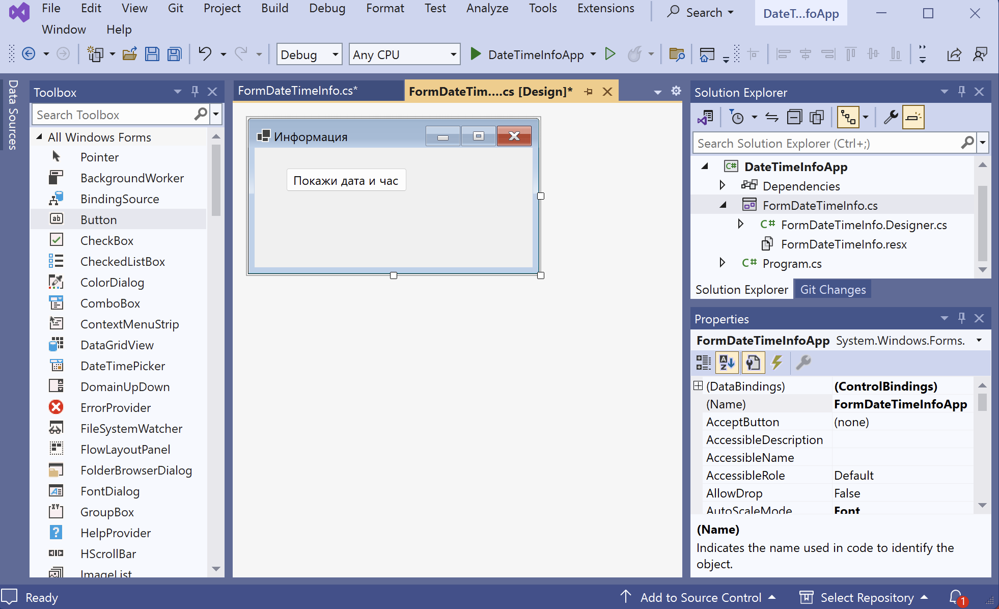 File Edit View Git Project Build Debug Format Test Analyze Tools Extensions
Search
DateT...foApp
Window Help
Debug
Any CPU
DateTimeInfoApp
Data Sources
Toolbox
Search Toolbox
All Windows Forms
Pointer
BackgroundWorker
BindingSource
ab Button
CheckBox
CheckedListBox
ColorDialog
ComboBox
ContextMenuStrip
DataGridView
DateTimePicker
DomainUpDown
ErrorProvider
FileSystemWatcher
FlowLayoutPanel
FolderBrowserDialog
FontDialog
GroupBox
HelpProvider
HScrollBar
ImageList
FormDateTimeInfo.cs*
FormDateTim....cs [Design]*
Информация
Покажи дата и час
Solution Explorer
Search Solution Explorer (Ctrl+;)
C# DateTimeInfoApp
Dependencies
FormDateTimeInfo.cs
C# FormDateTimeInfo.Designer.cs
FormDateTimeInfo.resx
C# Program.cs
Solution Explorer
Git Changes
Properties
FormDateTimeInfoApp System.Windows.Forms.
(DataBindings) (ControlBindings)
(Name) FormDateTimeInfoApp
AcceptButton (none)
AccessibleDescription
AccessibleName
AccessibleRole Default
AllowDrop False
AutoScaleMode Font
(Name)
Indicates the name used in code to identify the
object.
Ready
Add to Source Control
Select Repository
1